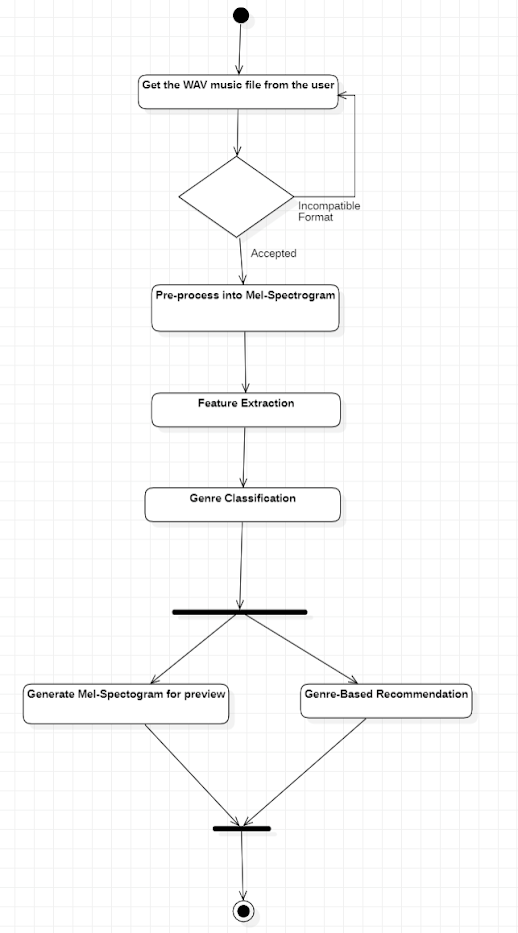 Get the WAV music file from the user
Incompatible
Format
Accepted
Pre-process into Mel-Spectrogram
Feature Extraction
Genre Classification
Generate Mel-Spectogram for preview
Genre-Based Recommendation